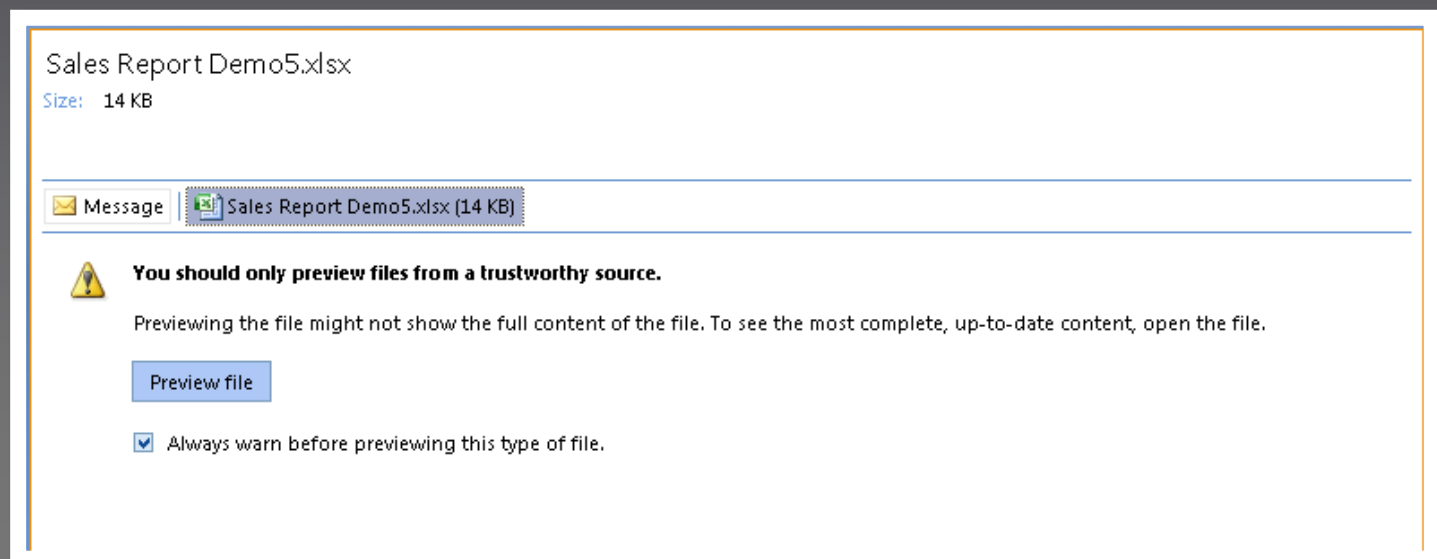 Sales Report Demo5.xlsx
Size: 14 KB
Message Sales Report Demo5.xlsx (14 KB)
You should only preview files from a trustworthy source.
Previewing the file might not show the full content of the file. To see the most complete, up-to-date content, open the file.
Preview file
Always warn before previewing this type of file.